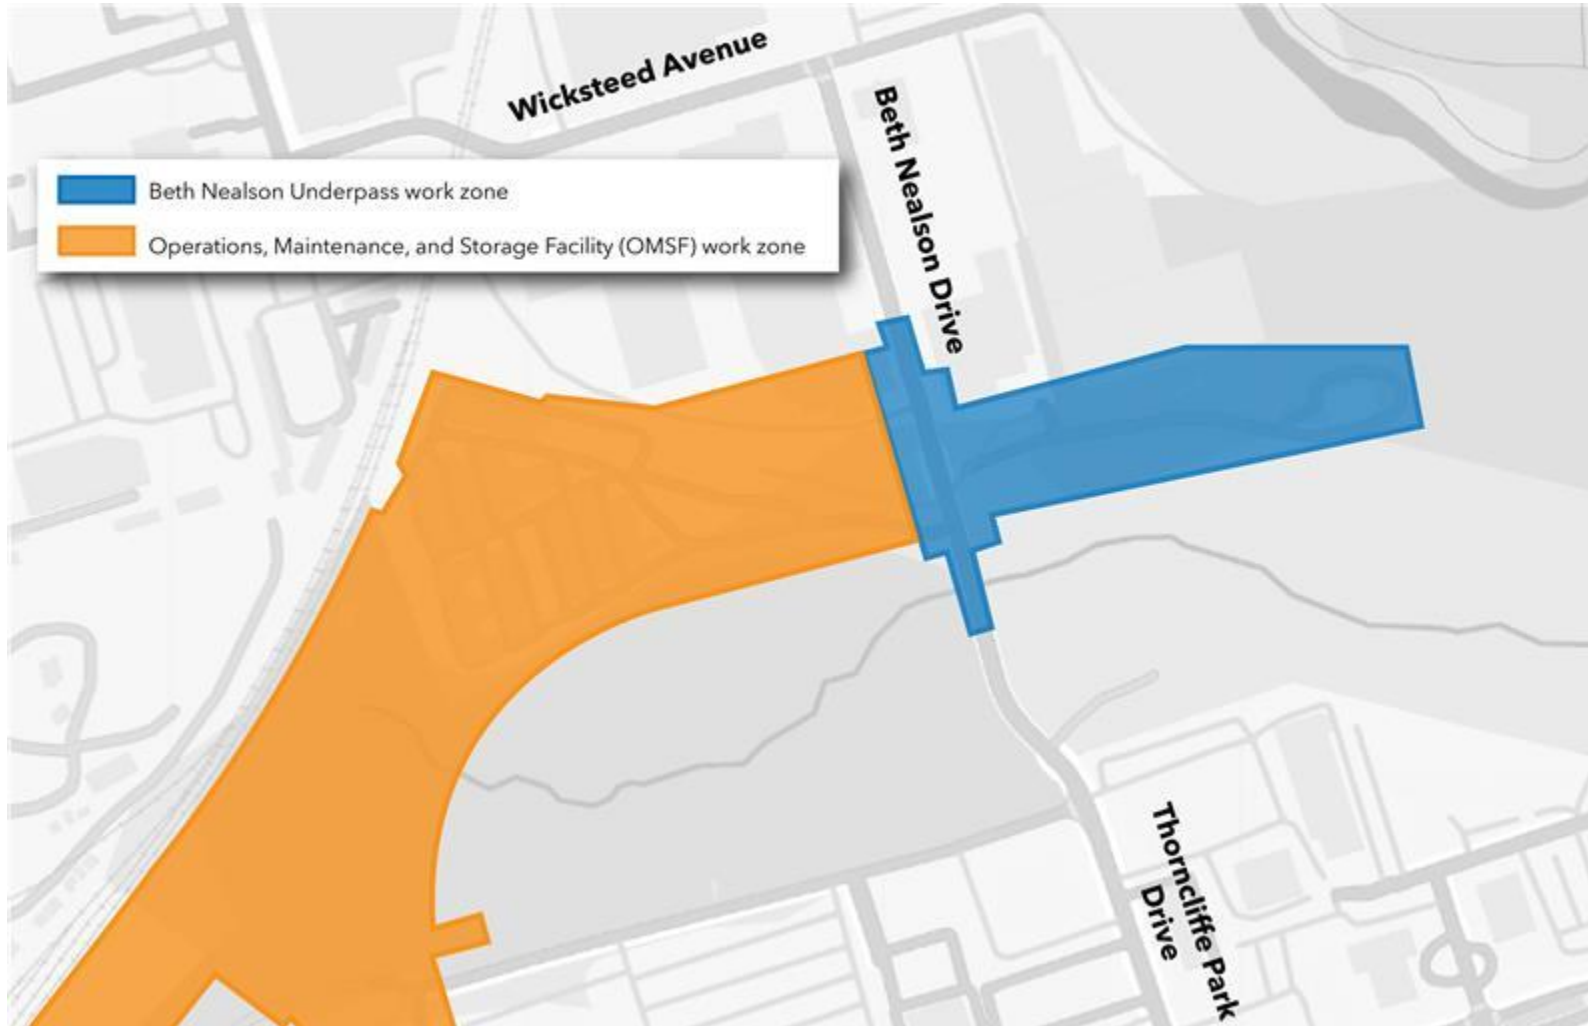 Wicksteed Avenue
Beth Nealson Drive
Beth Nealson Underpass work zone
Operations, Maintenance, and Storage Facility (OMSF) work zone
Thorncliffe Park
Drive